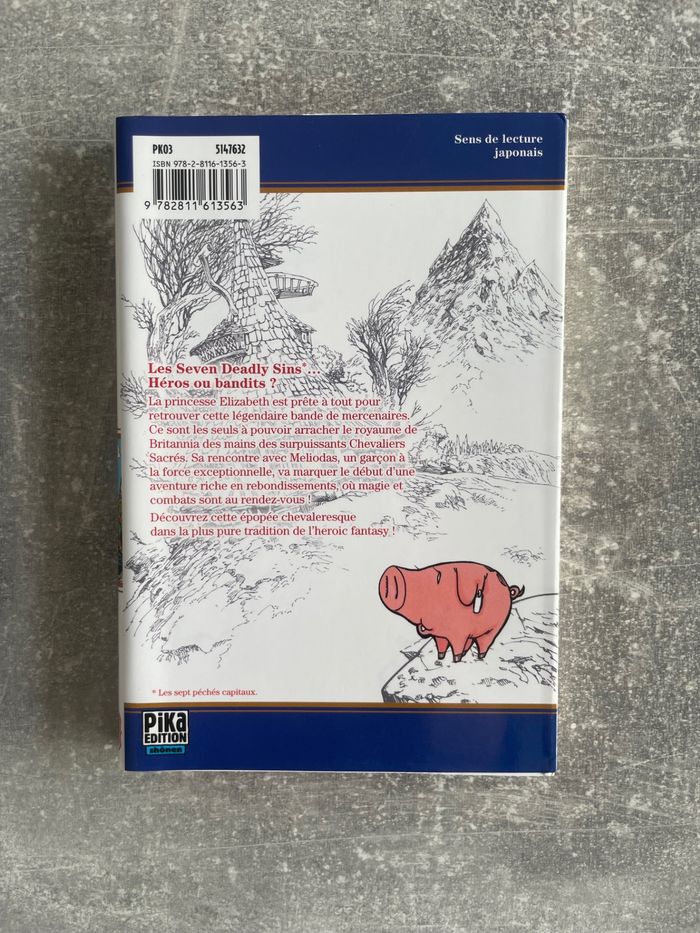 PK03 5147632
ISBN 978-2-8116-1356-3
9 782811 613563
Sens de lecture
japonais
Les Seven Deadly Sins*...
Héros ou bandits ?
La princesse Elizabeth est prête à tout pour
retrouver cette légendaire bande de mercenaires.
Ce sont les seuls à pouvoir arracher le royaume de
Britannia des mains des surpuissants Chevaliers
Sacrés. Sa rencontre avec Meliodas, un garçon à
la force exceptionnelle, va marquer le début d'une
aventure riche en rebondissements, où magie et
combats sont au rendez-vous !
Découvrez cette épopée chevaleresque
dans la plus pure tradition de l'heroic fantasy !
* Les sept péchés capitaux.
PiKa
EDITION
shônen